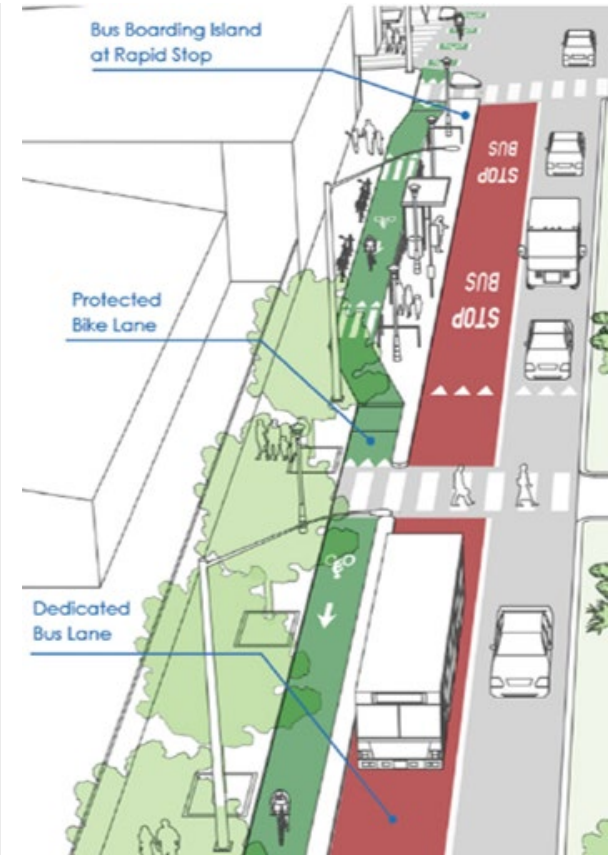 Bus Boarding Island
at Rapid Stop
BUS
STOP
BUS
STOP
Protected
Bike Lane
Dedicated
Bus Lane